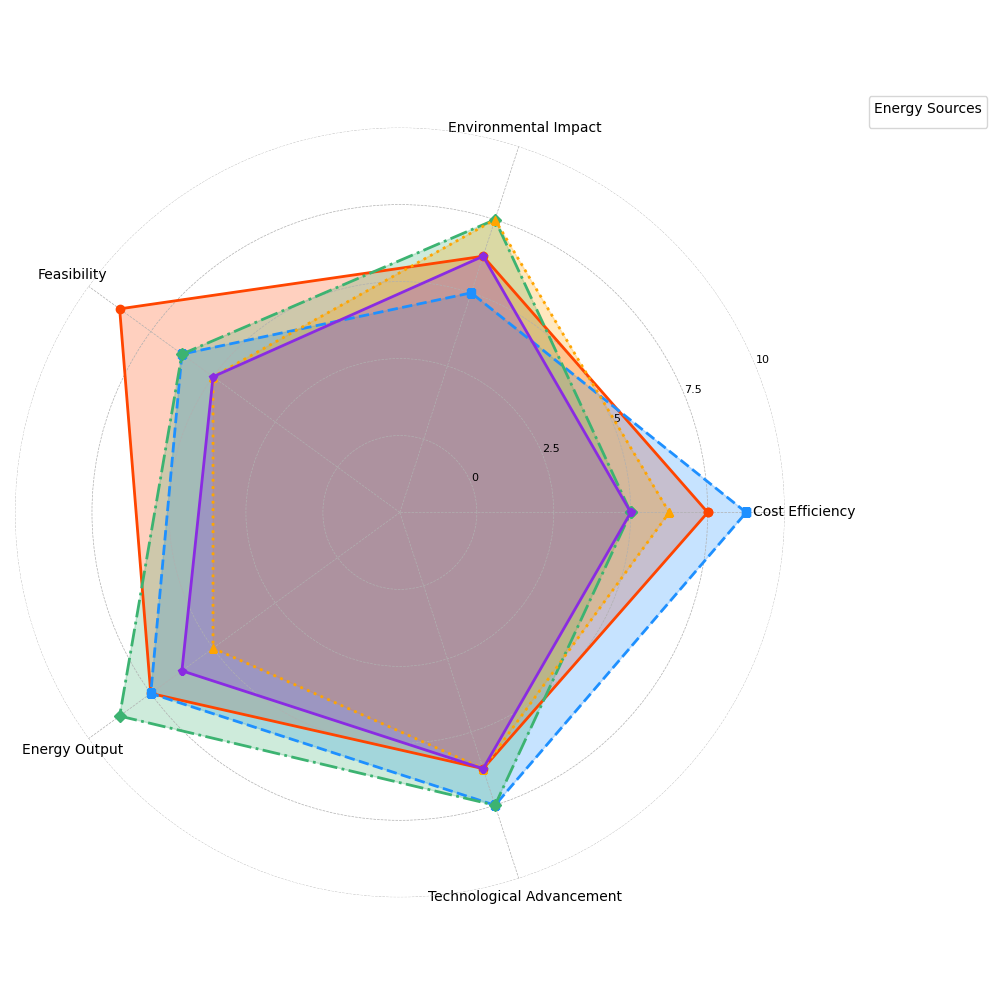 Energy Sources
Environmental Impact
Feasibility
10
7.5
5
2.5
0
Cost Efficiency
Energy Output
Technological Advancement